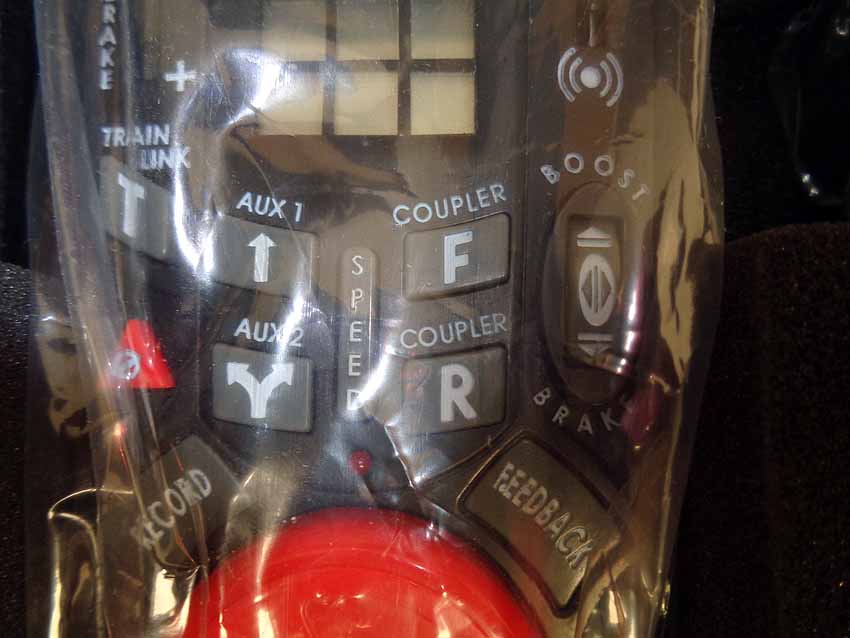 BRAKE
+
TRAIN
LINK
T
AUX 1
COUPLER
F
BOOST
SPEED
AUX 2
COUPLER
R
BRAKE
RECORD
FEEDBACK